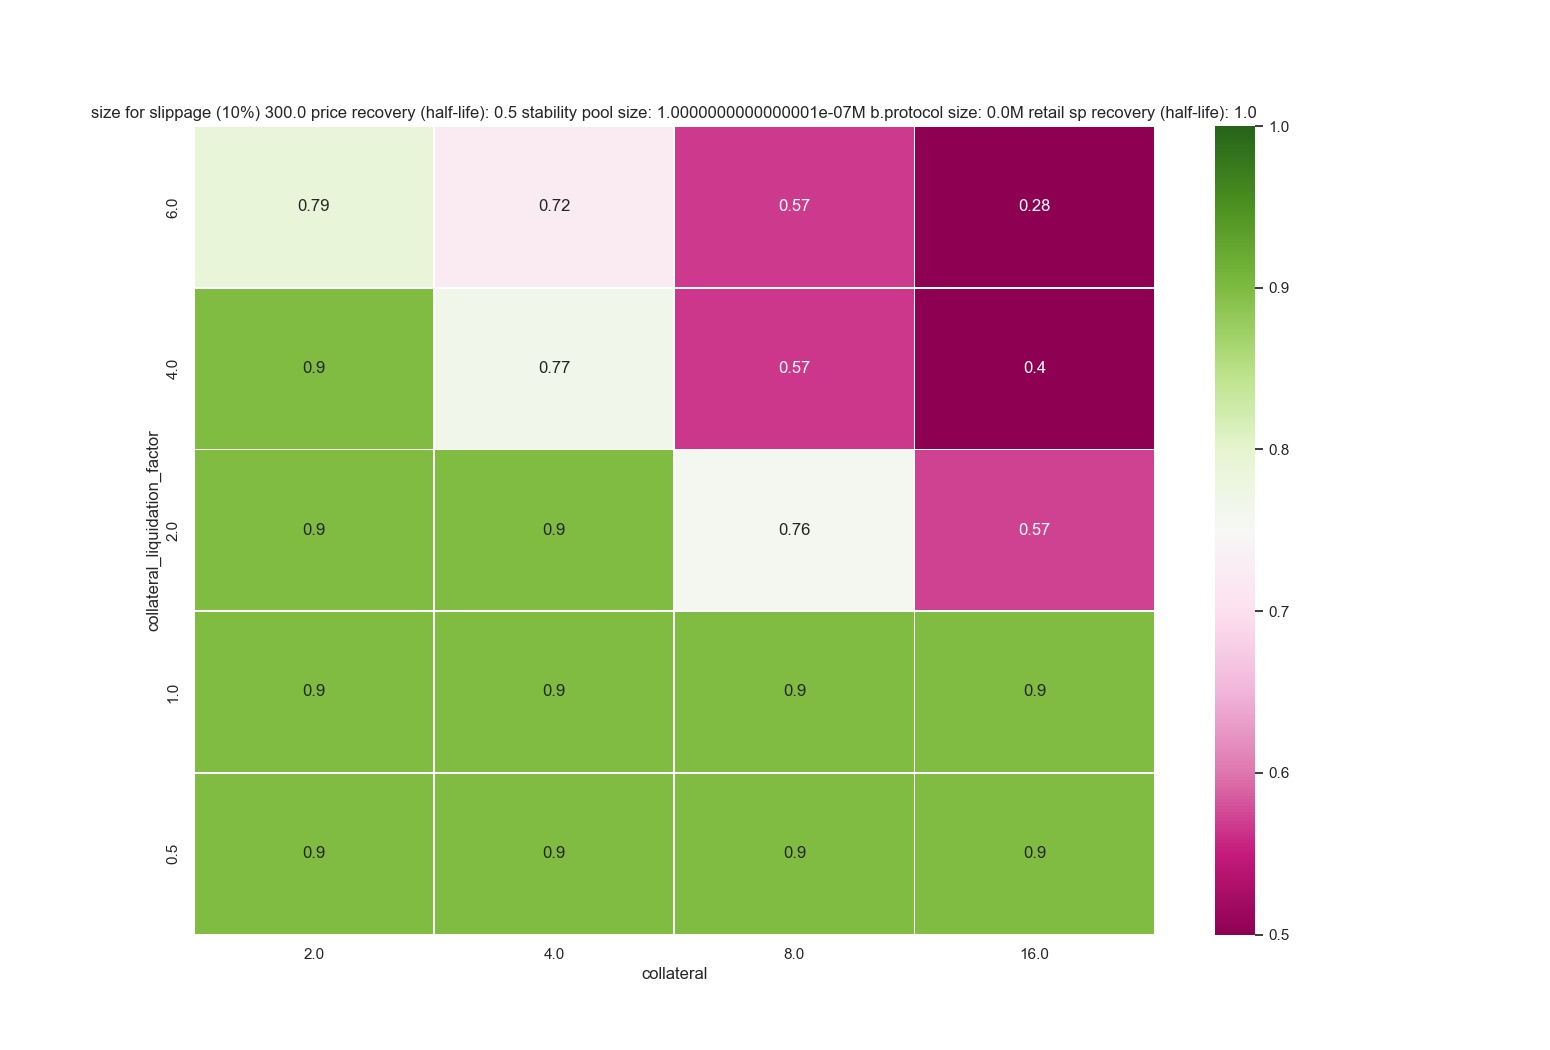 size for slippage (10%) 300.0 price recovery (half-life): 0.5 stability pool size: 1.0000000000000001e-07M b.protocol size: 0.0M retail sp recovery (half-life): 1.0
1.0
6.0 0.79 0.72 0.57 0.28
0.9
4.0 0.9 0.77 0.57 0.4
0.8
collateral_liquidation_factor
2.0 0.9 0.9 0.76 0.57
0.7
1.0 0.9 0.9 0.9 0.9
0.6
0.5 0.9 0.9 0.9 0.9
0.5
2.0 4.0 8.0 16.0
collateral